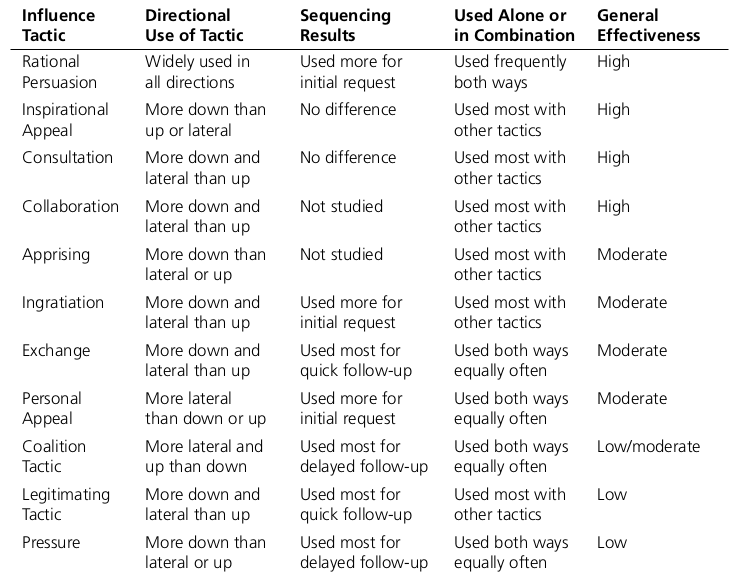 Influence Directional Sequencing Used Alone or General
Tactic Use of Tactic Results in Combination Effectiveness
Rational Widely used in Used more for Used frequently High
Persuasion all directions initial request both ways
Inspirational More down than No difference Used most with High
Appeal up or lateral other tactics
Consultation More down and No difference Used most with High
lateral than up other tactics
Collaboration More down and Not studied Used most with High
lateral than up other tactics
Apprising More down than Not studied Used most with Moderate
lateral or up other tactics
Ingratiation More down and Used more for Used most with Moderate
lateral than up initial request other tactics
Exchange More down and Used most for Used both ways Moderate
lateral than up quick follow-up equally often
Personal More lateral Used more for Used both ways Moderate
Appeal than down or up initial request equally often
Coalition More lateral and Used most for Used both ways Low/moderate
Tactic up than down delayed follow-up equally often
Legitimating More down and Used most for Used most with Low
Tactic lateral than up quick follow-up other tactics
Pressure More down than Used most for Used both ways Low
lateral or up delayed follow-up equally often